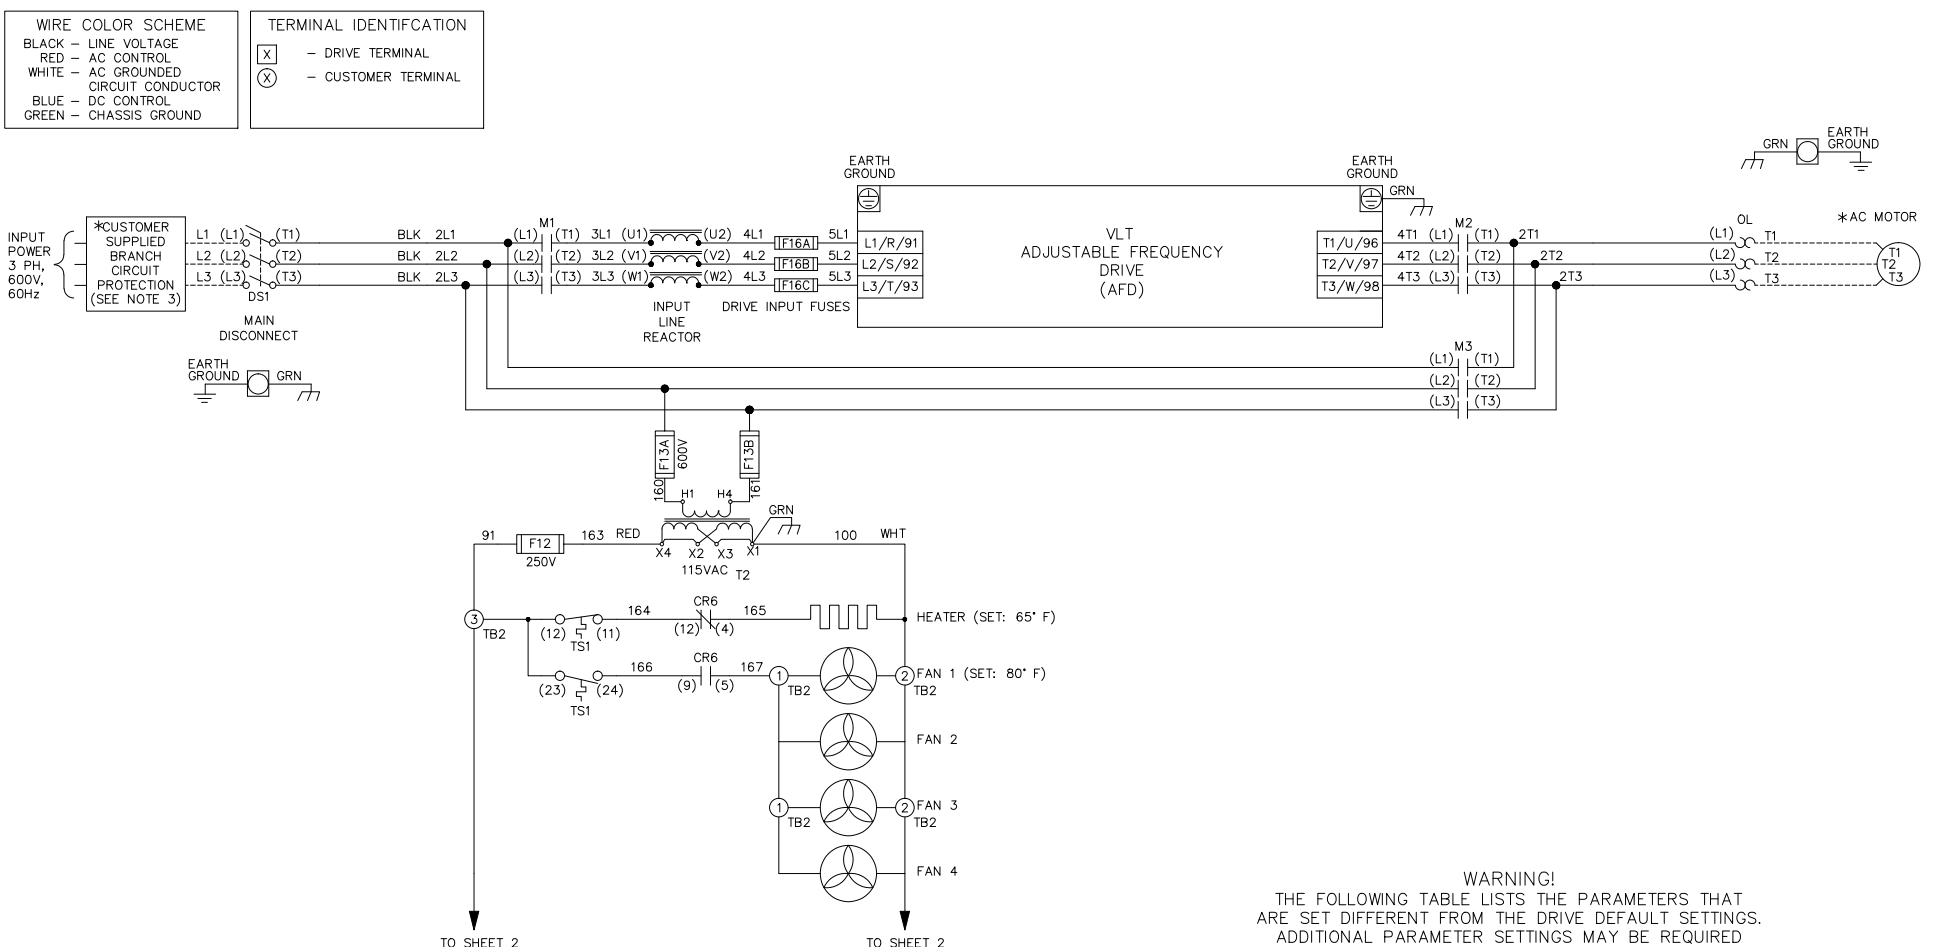 WIRE COLOR SCHEME
BLACK – LINE VOLTAGE
RED – AC CONTROL
WHITE – AC GROUNDED
CIRCUIT CONDUCTOR
BLUE – DC CONTROL
GREEN – CHASSIS GROUND
TERMINAL IDENTIFCATION
X – DRIVE TERMINAL
X – CUSTOMER TERMINAL
INPUT
POWER
3 PH,
600V,
60Hz
*CUSTOMER
SUPPLIED
BRANCH
CIRCUIT
PROTECTION
(SEE NOTE 3)
L1 (L1) (T1) BLK 2L1 (L1) M1 (T1) 3L1 (U1) (U2) 4L1 F16A 5L1 L1/R/91
L2 (L2) (T2) BLK 2L2 (L2) (T2) 3L2 (V1) (V2) 4L2 F16B 5L2 L2/S/92
L3 (L3) (T3) BLK 2L3 (L3) (T3) 3L3 (W1) (W2) 4L3 F16C 5L3 L3/T/93
DS1
MAIN
DISCONNECT
INPUT
LINE
REACTOR
DRIVE INPUT FUSES
EARTH
GROUND
VLT
ADJUSTABLE FREQUENCY
DRIVE
(AFD)
EARTH
GROUND
GRN
T1/U/96 4T1 (L1) M2 (T1) 2T1 (L1) OL T1
T2/V/97 4T2 (L2) (T2) 2T2 (L2) T2
T3/W/98 4T3 (L3) (T3) 2T3 (L3) T3
*AC MOTOR
T1
T2
T3
GRN
EARTH
GROUND
M3
(L1) (T1)
(L2) (T2)
(L3) (T3)
EARTH
GROUND
GRN
F13A
600V
F13B
160
161
H1 H4
GRN
91 F12 163 RED
250V
X4 X2 X3 X1
115VAC T2
100 WHT
3
TB2
(12) (11)
TS1
164
CR6
(12) (4)
165
HEATER (SET: 65° F)
(23) (24)
TS1
166
CR6
(9) (5)
167
1
TB2
2
TB2
FAN 1 (SET: 80° F)
FAN 2
1
TB2
2
TB2
FAN 3
FAN 4
TO SHEET 2
TO SHEET 2
WARNING!
THE FOLLOWING TABLE LISTS THE PARAMETERS THAT
ARE SET DIFFERENT FROM THE DRIVE DEFAULT SETTINGS.
ADDITIONAL PARAMETER SETTINGS MAY BE REQUIRED